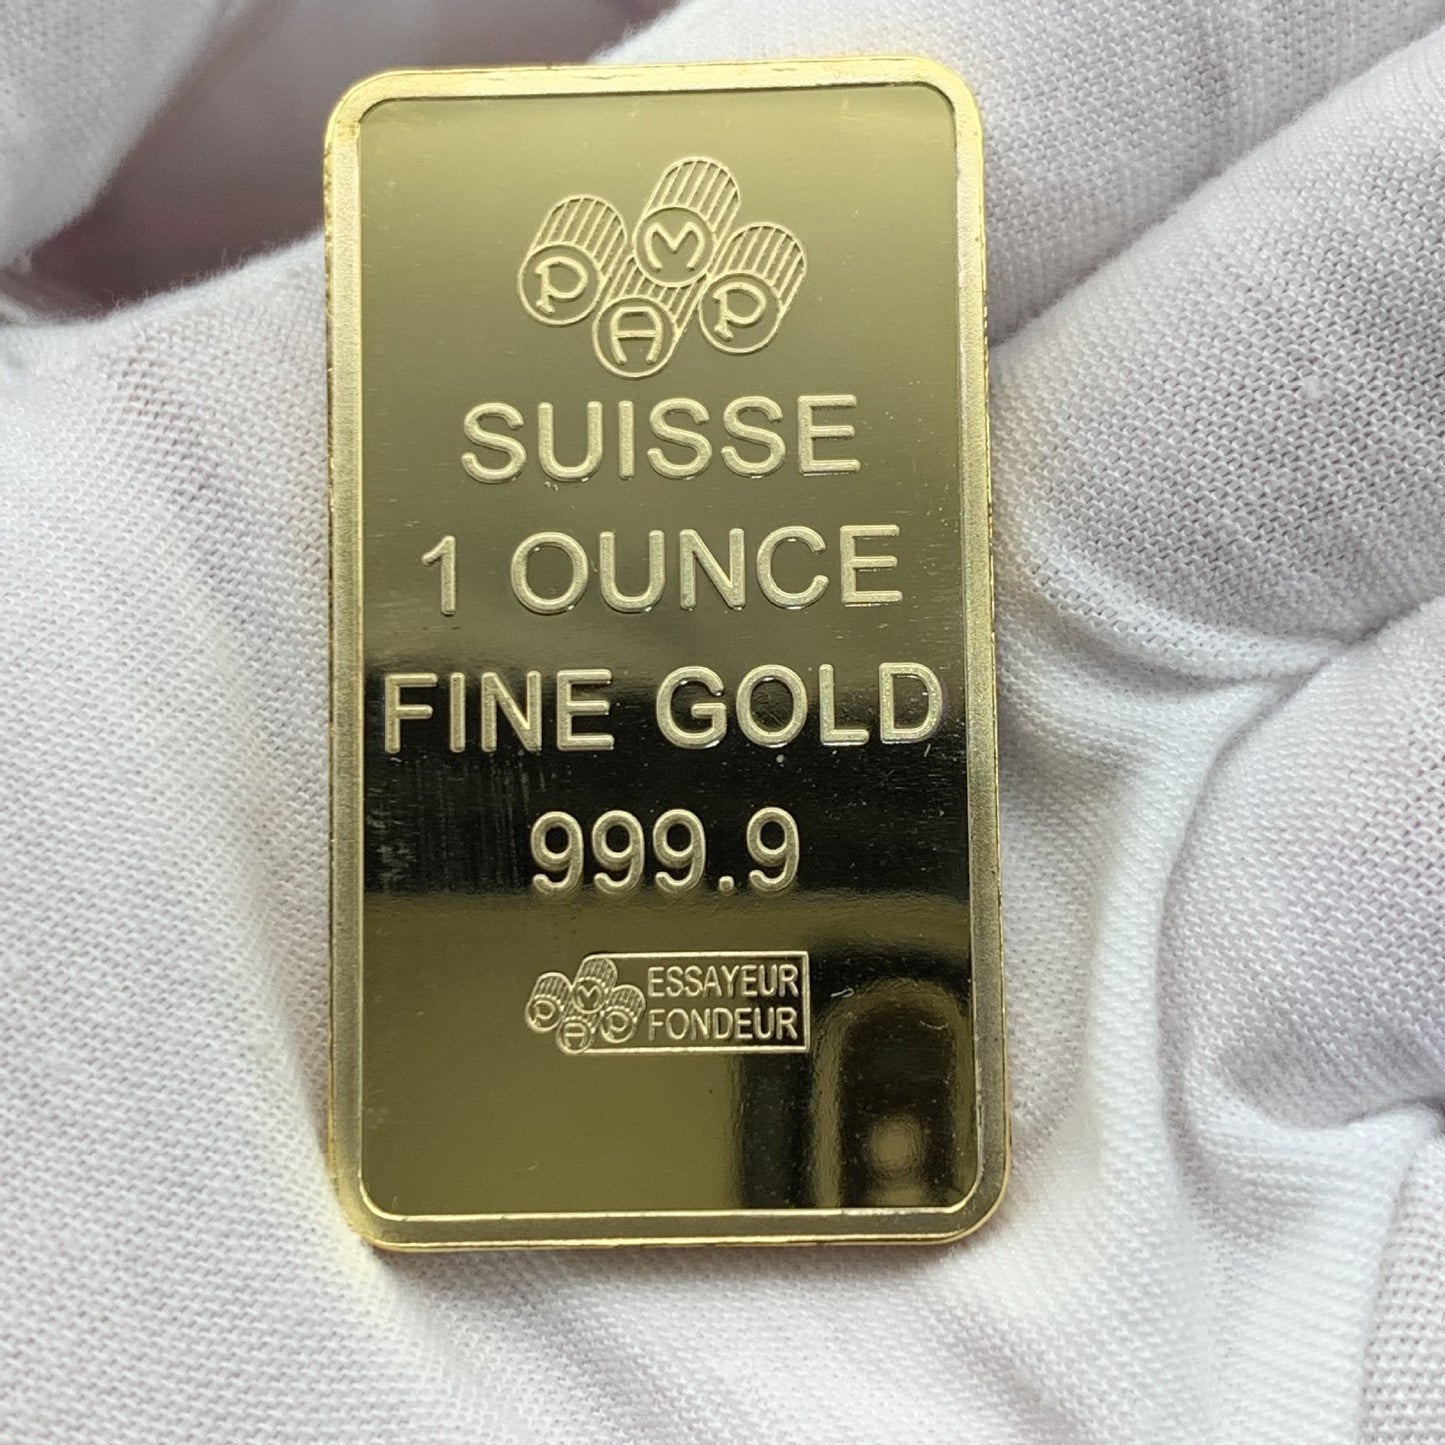 PAMP
SUISSE
1 OUNCE
FINE GOLD
999.9
PAMP ESSAYEUR
FONDEUR